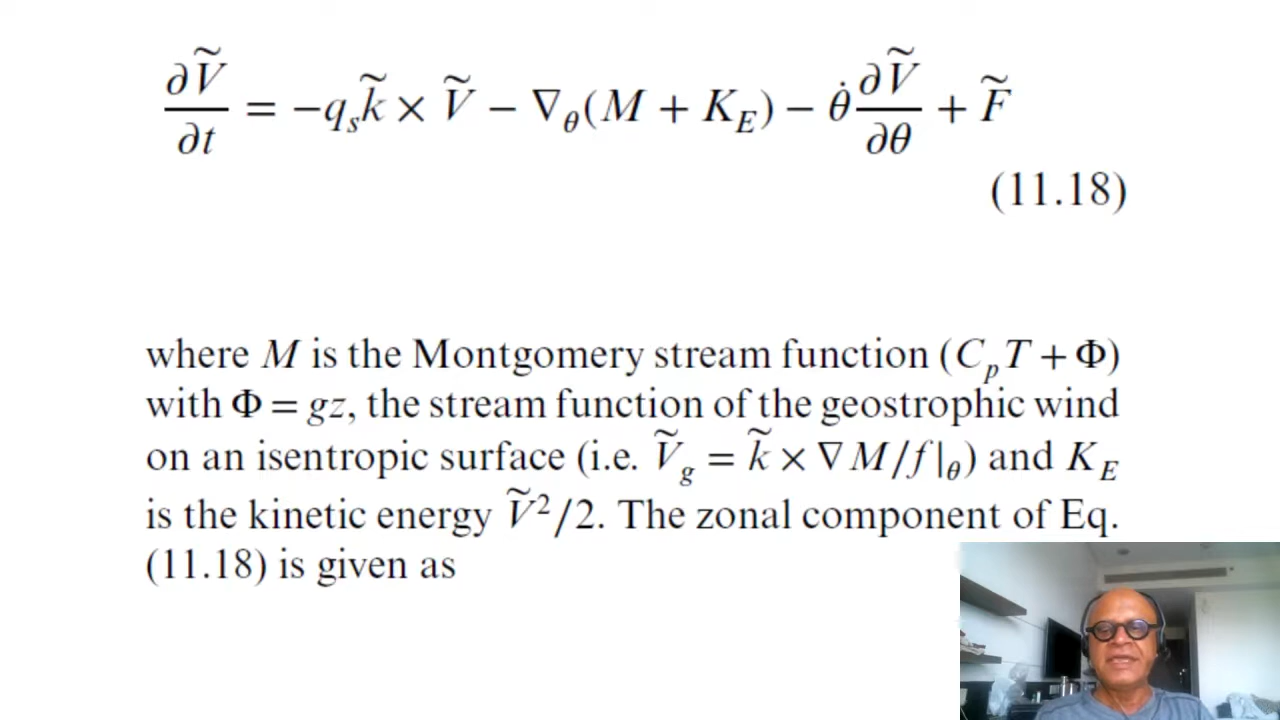 ∂Ṽ/∂t = −qₛk̃ × Ṽ − ∇_θ(M + K_E) − θ̇ ∂Ṽ/∂θ + F̃
(11.18)
where M is the Montgomery stream function (C_pT + Φ)
with Φ = gz, the stream function of the geostrophic wind
on an isentropic surface (i.e. Ṽ_g = k̃ × ∇M/f|_θ) and K_E
is the kinetic energy Ṽ²/2. The zonal component of Eq.
(11.18) is given as